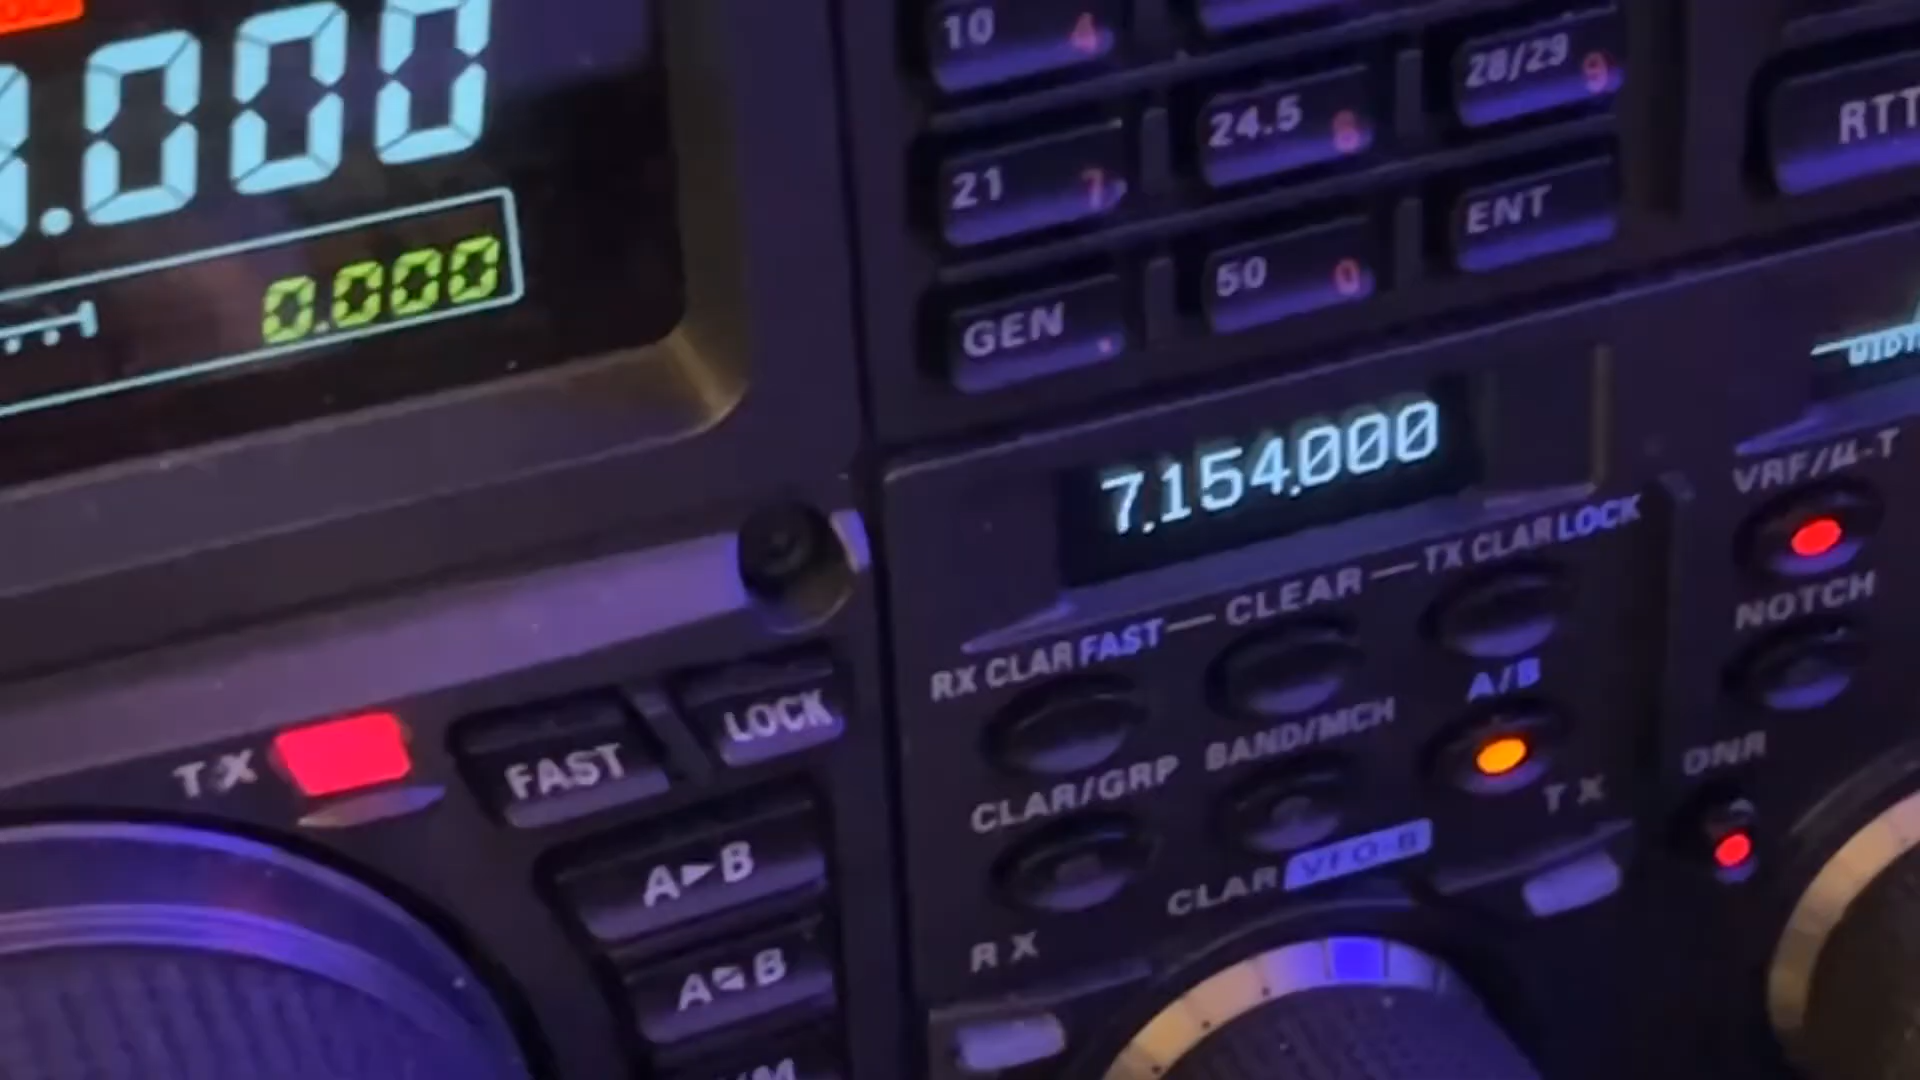 .000
0.000
10 4
28/29 9
24.5 8
21 7
RTT
ENT
50 0
GEN .
7.154.000
VRF/μ-T
TX CLAR LOCK
CLEAR
RX CLAR FAST
NOTCH
A/B
LOCK
TX
FAST
BAND/MCH
CLAR/GRP
DNR
TX
A►B
CLAR VFO-B
RX
A B